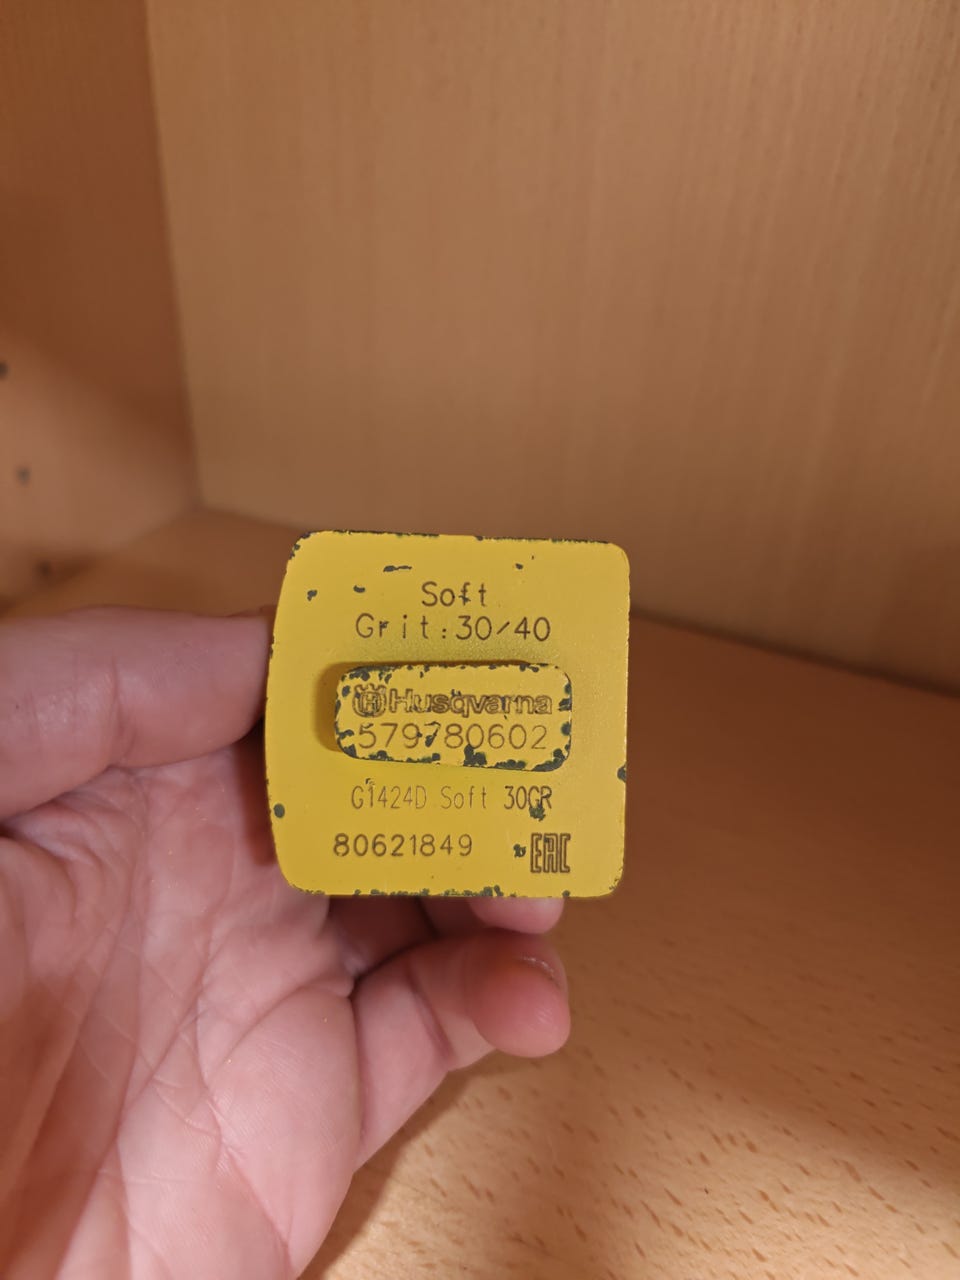 Soft
Grit:30/40
Husqvarna
579780602
G1424D Soft 30GR
80621849
EAC